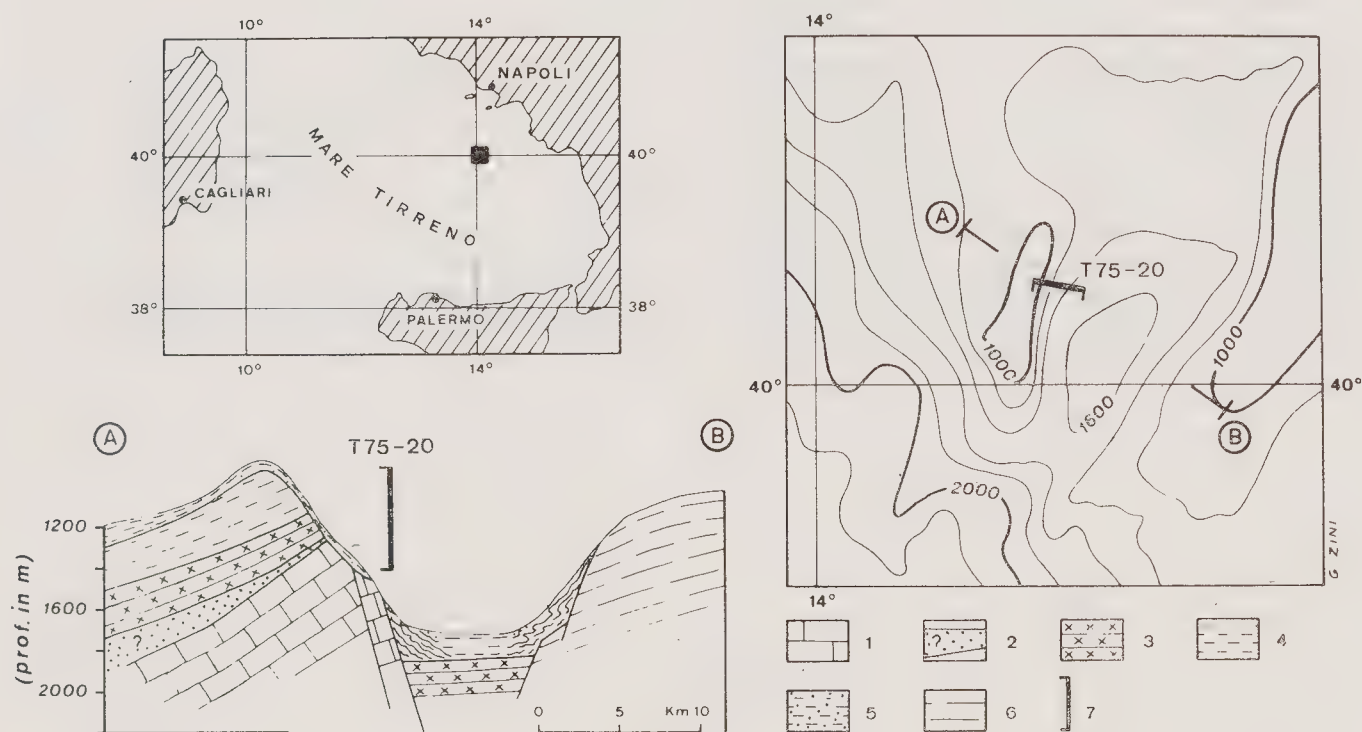 10°
14°
NAPOLI
MARE TIRRENO
40°
40°
CAGLIARI
38°
38°
PALERMO
10°
14°
14°
A
T75-20
1000
1000
40°
1600
B
2000
G ZINI
14°
A
T75-20
B
1200
1600
2000
(prof. in m)
?
0 5 Km 10
1
? 2
3
4
5
6
7